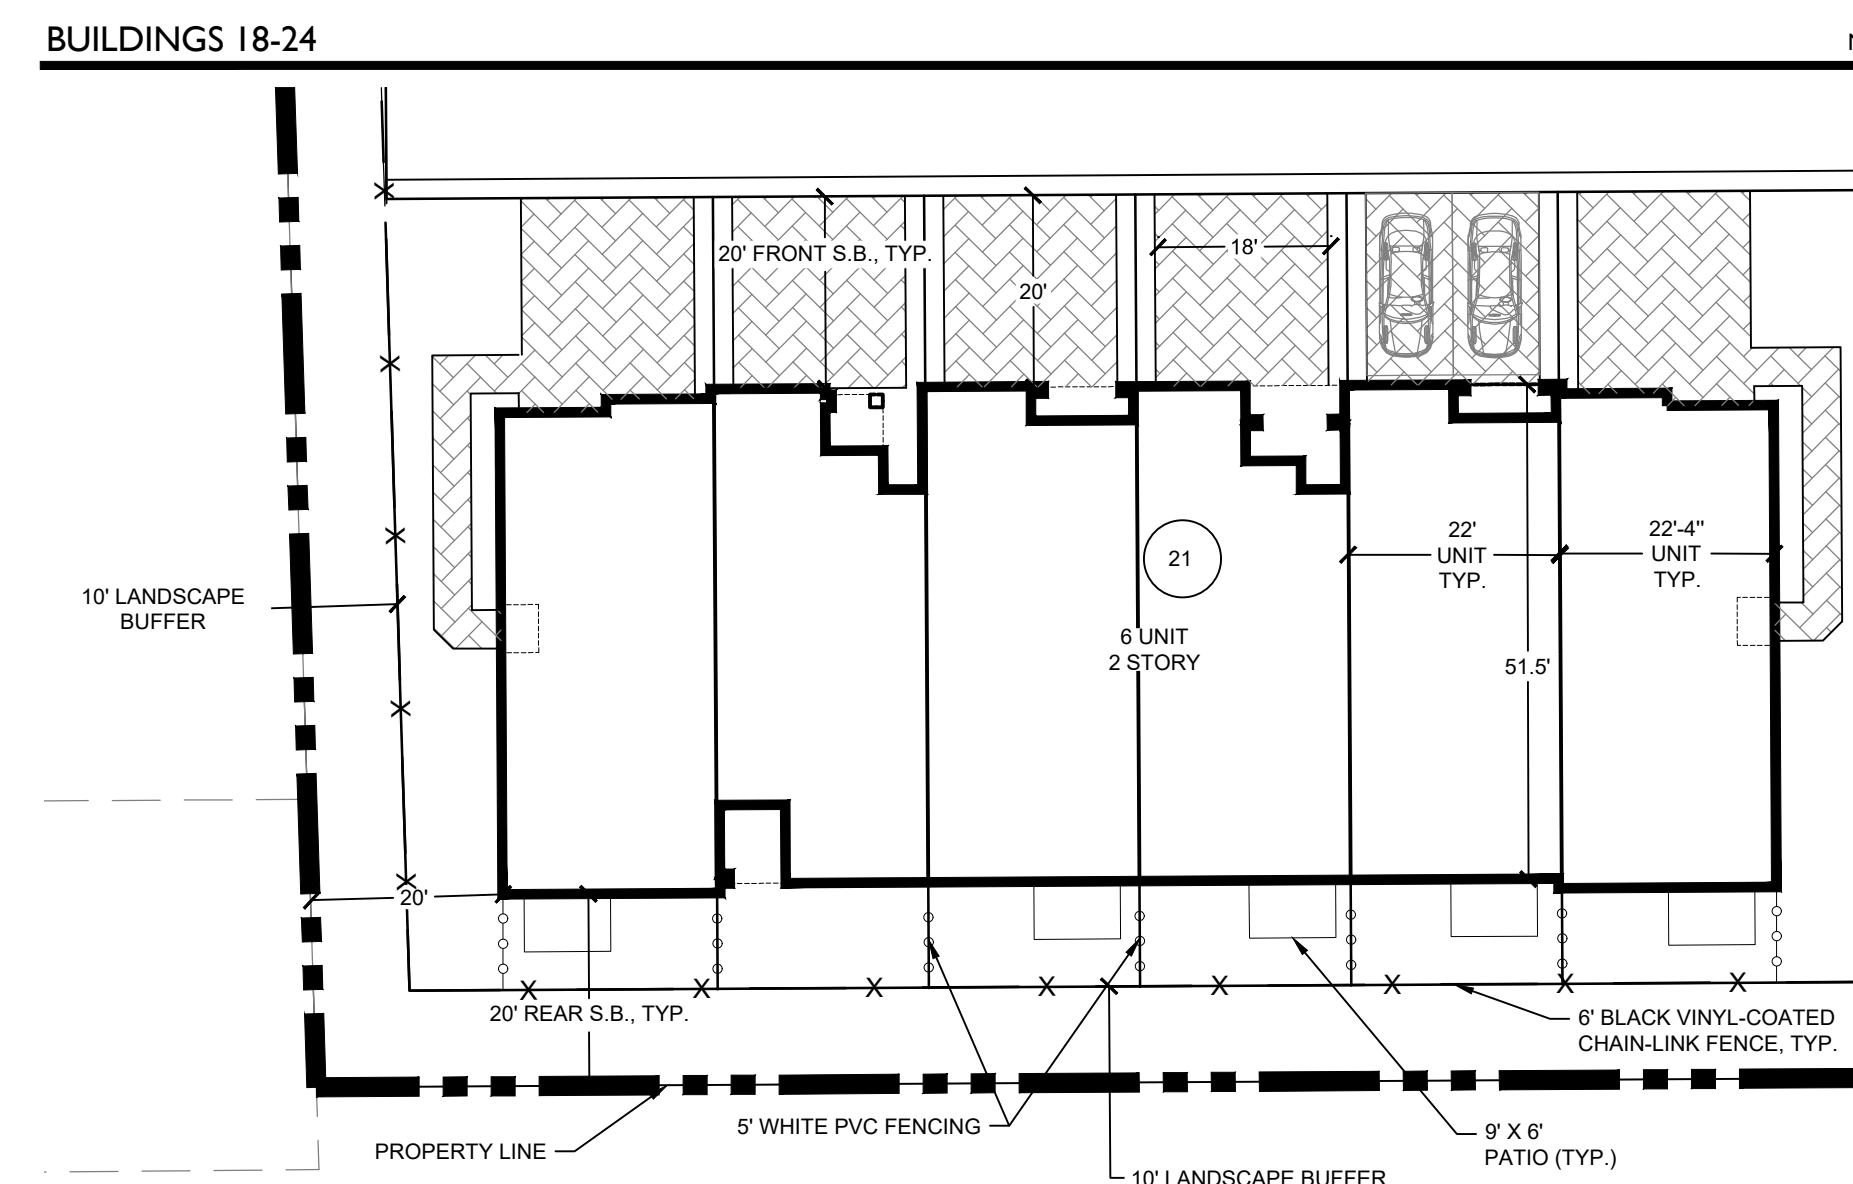 BUILDINGS 18-24
20' FRONT S.B., TYP.
18'
20'
22'
UNIT
TYP.
22'-4"
UNIT
TYP.
21
10' LANDSCAPE
BUFFER
6 UNIT
2 STORY
51.5'
20'
20' REAR S.B., TYP.
6' BLACK VINYL-COATED
CHAIN-LINK FENCE, TYP.
5' WHITE PVC FENCING
PROPERTY LINE
9' X 6'
PATIO (TYP.)
10' LANDSCAPE BUFFER